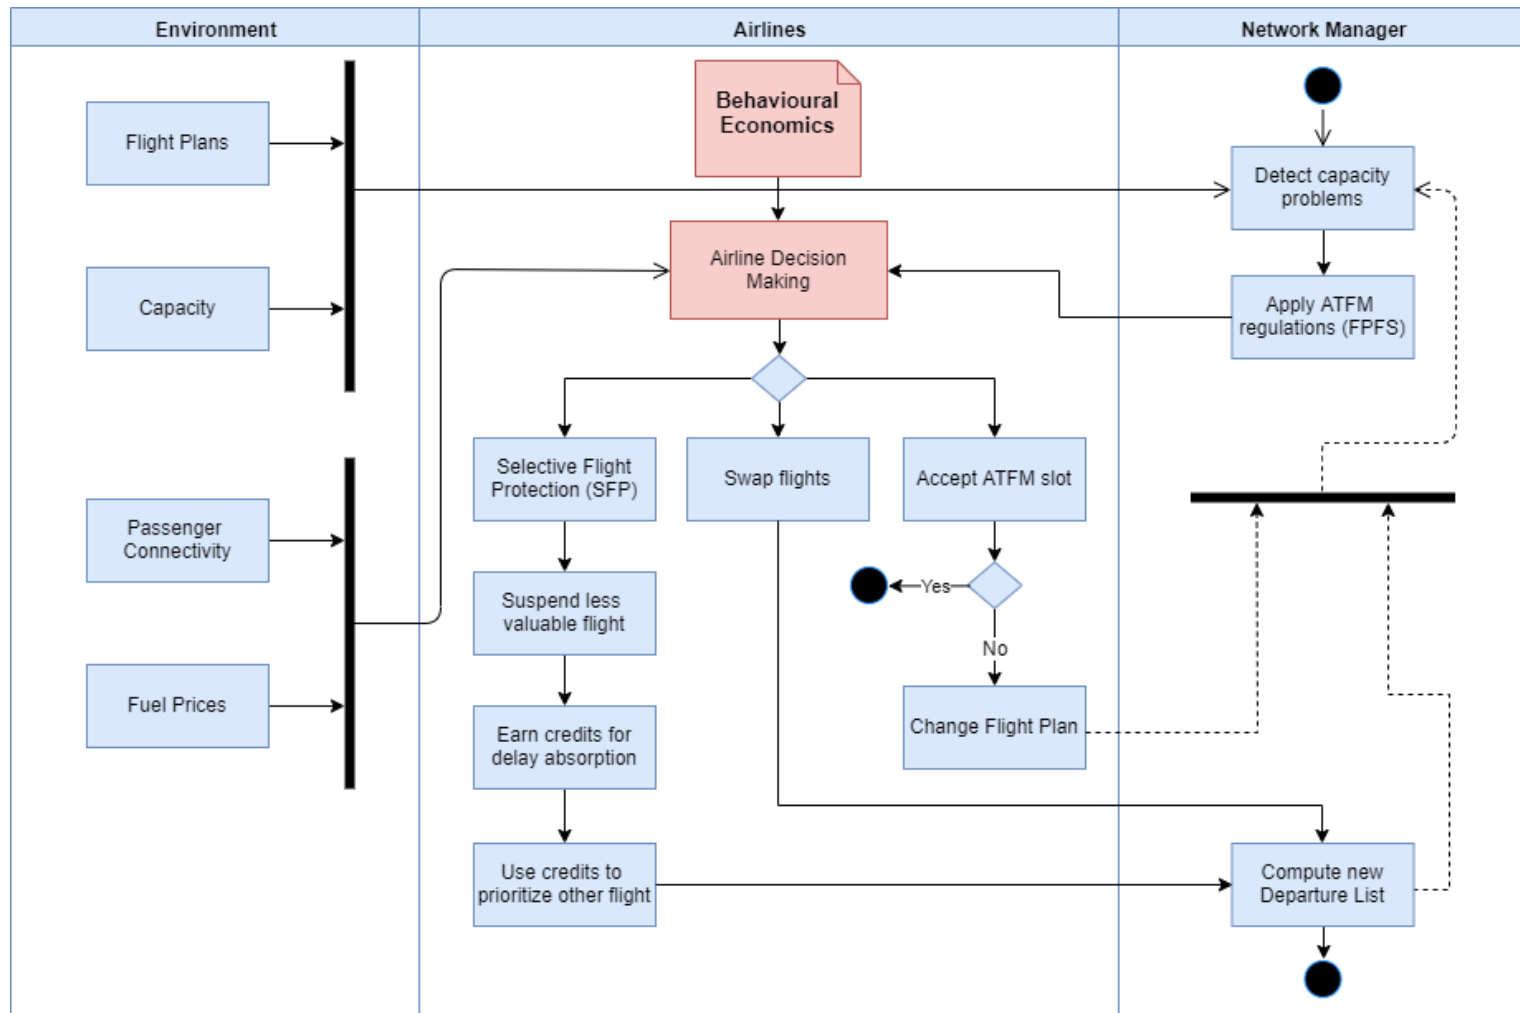 Environment
Airlines
Network Manager
Flight Plans
Capacity
Passenger
Connectivity
Fuel Prices
Behavioural
Economics
Airline Decision
Making
Selective Flight
Protection (SFP)
Swap flights
Accept ATFM slot
Suspend less
valuable flight
Yes
No
Earn credits for
delay absorption
Change Flight Plan
Use credits to
prioritize other flight
Detect capacity
problems
Apply ATFM
regulations (FPFS)
Compute new
Departure List